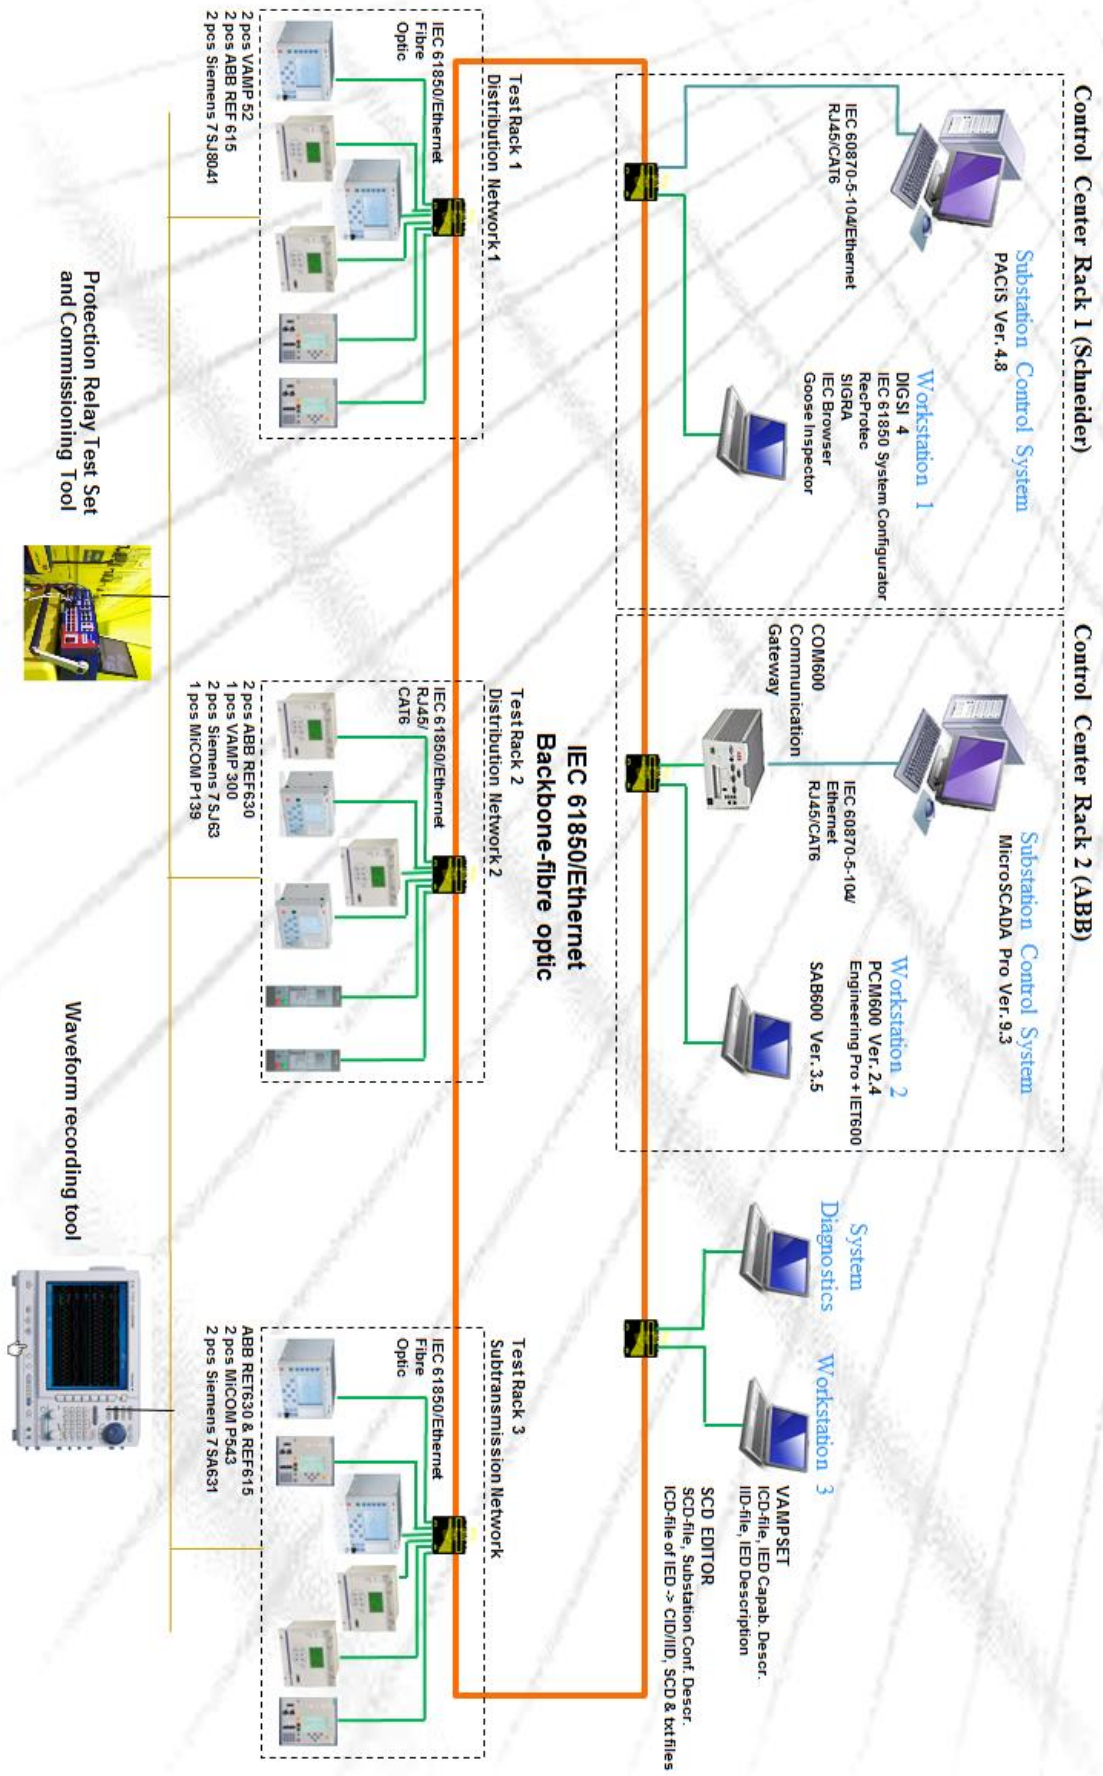 Control Center Rack 1 (Schneider)
Substation Control System
PACiS Ver. 4.8
IEC 60870-5-104/Ethernet
RJ45/CAT6
Workstation 1
DIGSI 4
IEC 61850 System Configurator
RecProtec
SIGRA
IEC Browser
Goose Inspector
Control Center Rack 2 (ABB)
Substation Control System
MicroSCADA Pro Ver. 9.3
COM600
Communication
Gateway
IEC 60870-5-104/
Ethernet
RJ45/CAT6
Workstation 2
PCM600 Ver. 2.4
Engineering Pro + IET600
SAB600 Ver. 3.5
System
Diagnostics
Workstation 3
VAMPSET
ICD-file, IED Capab. Descr.
IID-file, IED Description
SCD EDITOR
SCD-file, Substation Conf. Descr.
ICD-file of IED -> CID/IID, SCD & txt files
IEC 61850/Ethernet
Backbone-fibre optic
Test Rack 1
Distribution Network 1
IEC 61850/Ethernet
Fibre
Optic
2 pcs VAMP 52
2 pcs ABB REF 615
2 pcs Siemens 7SJ8041
Test Rack 2
Distribution Network 2
IEC 61850/Ethernet
RJ45/
CAT6
2 pcs ABB REF630
1 pcs VAMP 300
2 pcs Siemens 7SJ63
1 pcs MiCOM P139
Test Rack 3
Subtransmission Network
IEC 61850/Ethernet
Fibre
Optic
ABB RET630 & REF615
2 pcs MiCOM P543
2 pcs Siemens 7SA631
Protection Relay Test Set
and Commissioning Tool
Waveform recording tool